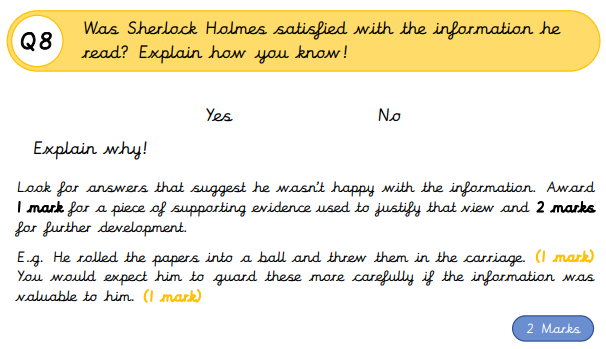 Q8
Was Sherlock Holmes satisfied with the information he
read? Explain how you know!
Yes No
Explain why!
Look for answers that suggest he wasn't happy with the information. Award
1 mark for a piece of supporting evidence used to justify that view and 2 marks
for further development.
E.g. He rolled the papers into a ball and threw them in the carriage. (1 mark)
You would expect him to guard these more carefully if the information was
valuable to him. (1 mark)
2 Marks